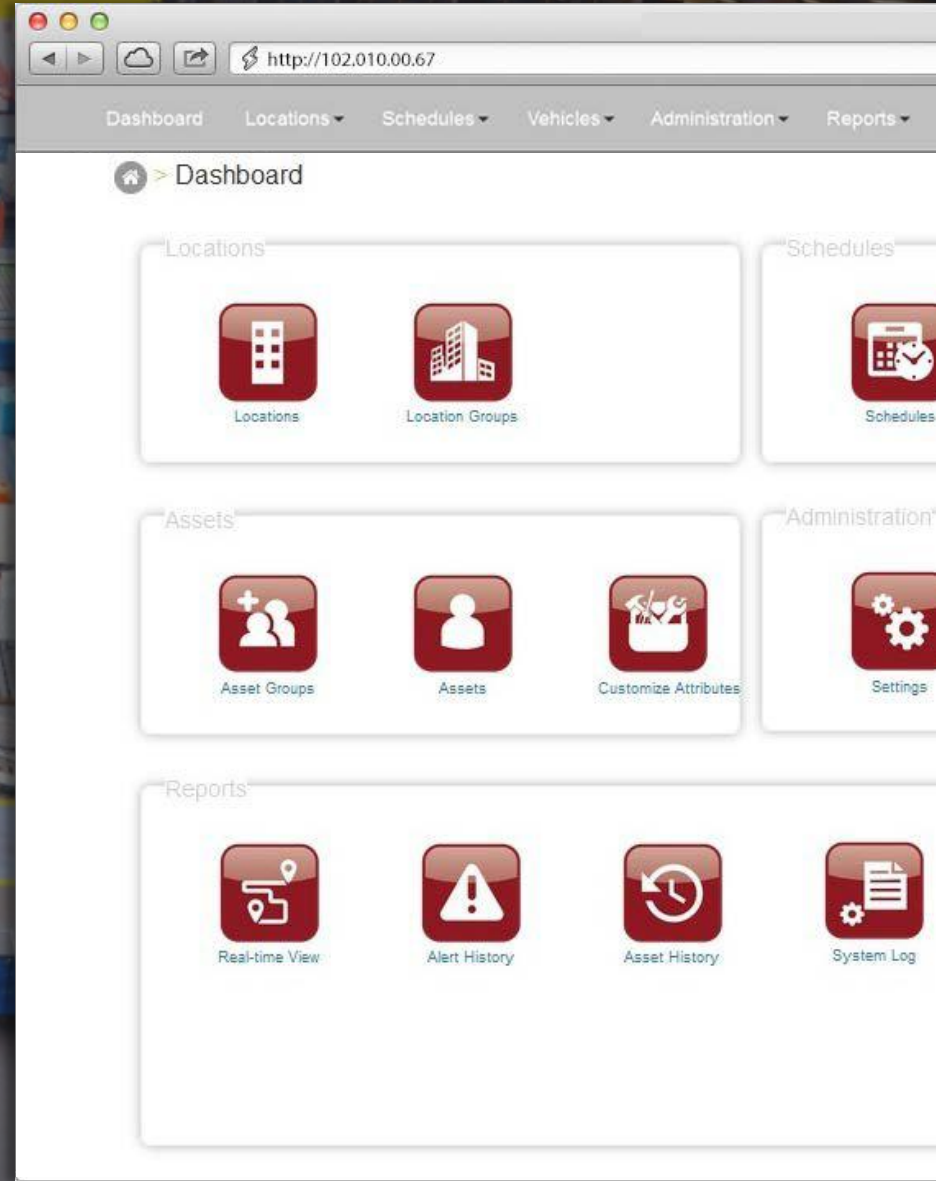 http://102.010.00.67
Dashboard Locations Schedules Vehicles Administration Reports
> Dashboard
Locations
Schedules
Locations
Location Groups
Schedules
Assets
Administration
Asset Groups
Assets
Customize Attributes
Settings
Reports
Real-time View
Alert History
Asset History
System Log